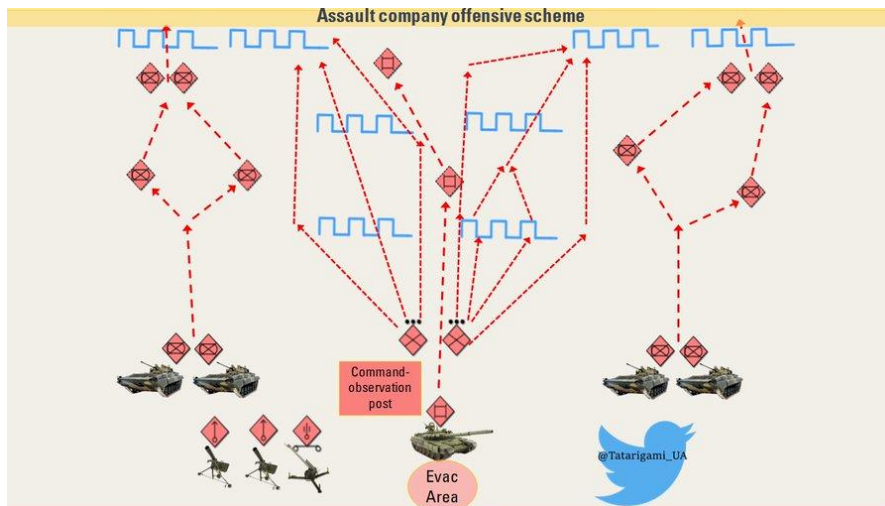 Assault company offensive scheme
Command-
observation
post
@Tatarigami_UA
Evac
Area